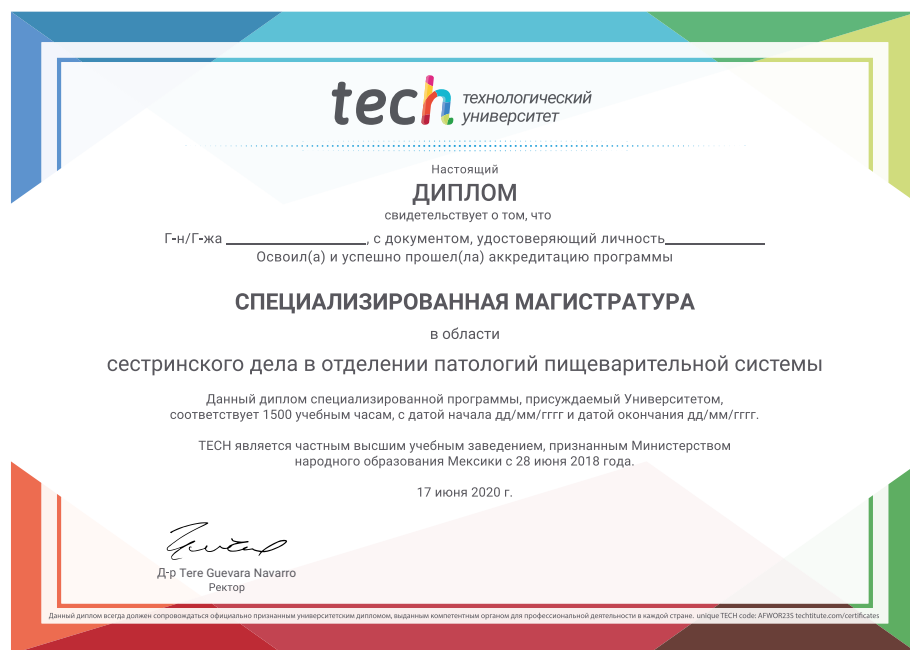 tech технологический
университет
Настоящий
ДИПЛОМ
свидетельствует о том, что
Г-н/Г-жа ____________________, с документом, удостоверяющий личность______________
Освоил(а) и успешно прошел(ла) аккредитацию программы
СПЕЦИАЛИЗИРОВАННАЯ МАГИСТРАТУРА
в области
сестринского дела в отделении патологий пищеварительной системы
Данный диплом специализированной программы, присуждаемый Университетом,
соответствует 1500 учебным часам, с датой начала дд/мм/гггг и датой окончания дд/мм/гггг.
TECH является частным высшим учебным заведением, признанным Министерством
народного образования Мексики с 28 июня 2018 года.
17 июня 2020 г.
Д-р Tere Guevara Navarro
Ректор
Данный диплом всегда должен сопровождаться официально презнанным университетским дипломом, выданным компетентным органом для профессиональной деятельности в каждой стране. unique TECH code: AFWOR23S techtitute.com/certificates